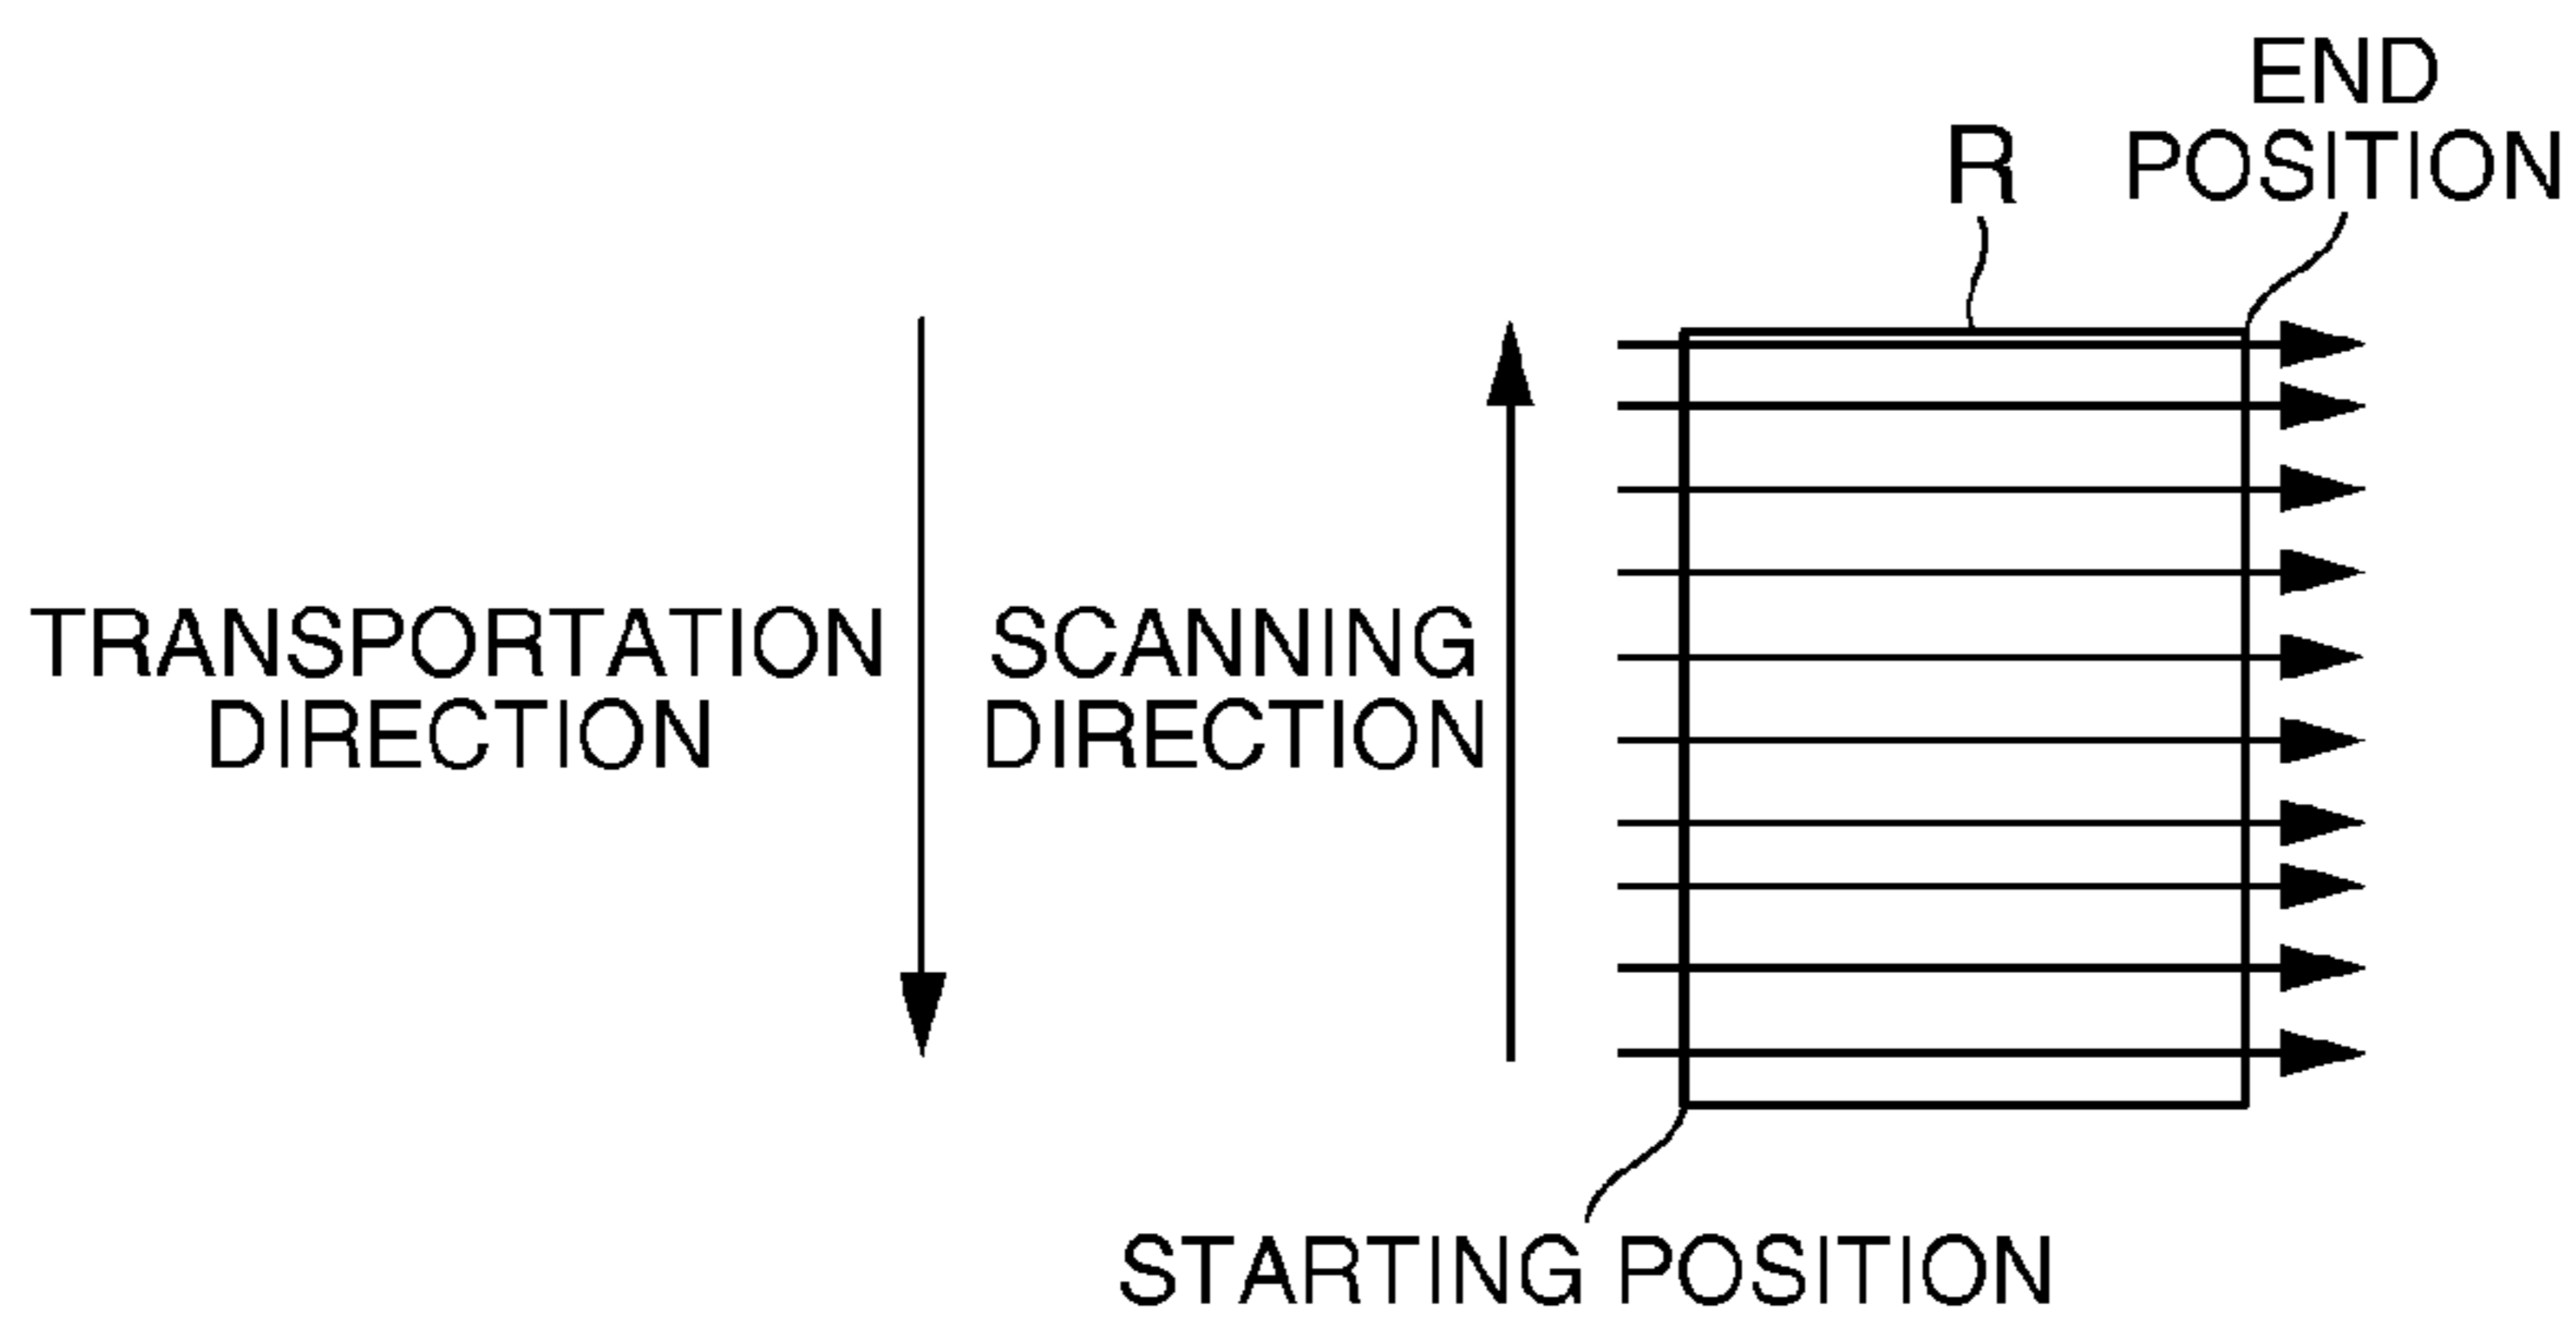 END
POSITION
R
TRANSPORTATION
DIRECTION
SCANNING
DIRECTION
STARTING POSITION